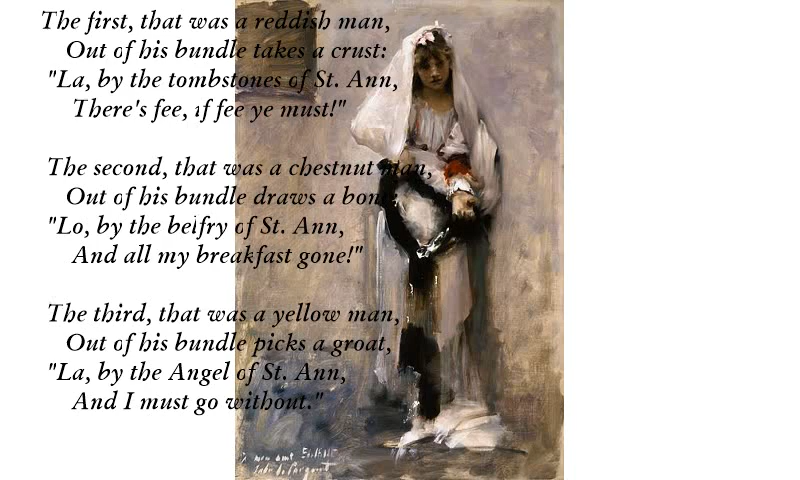 The first, that was a reddish man,
Out of his bundle takes a crust:
"La, by the tombstones of St. Ann,
There's fee, if fee ye must!"
The second, that was a chestnut man,
Out of his bundle draws a bone:
"Lo, by the belfry of St. Ann,
And all my breakfast gone!"
The third, that was a yellow man,
Out of his bundle picks a groat,
"La, by the Angel of St. Ann,
And I must go without."
John S. Sargent